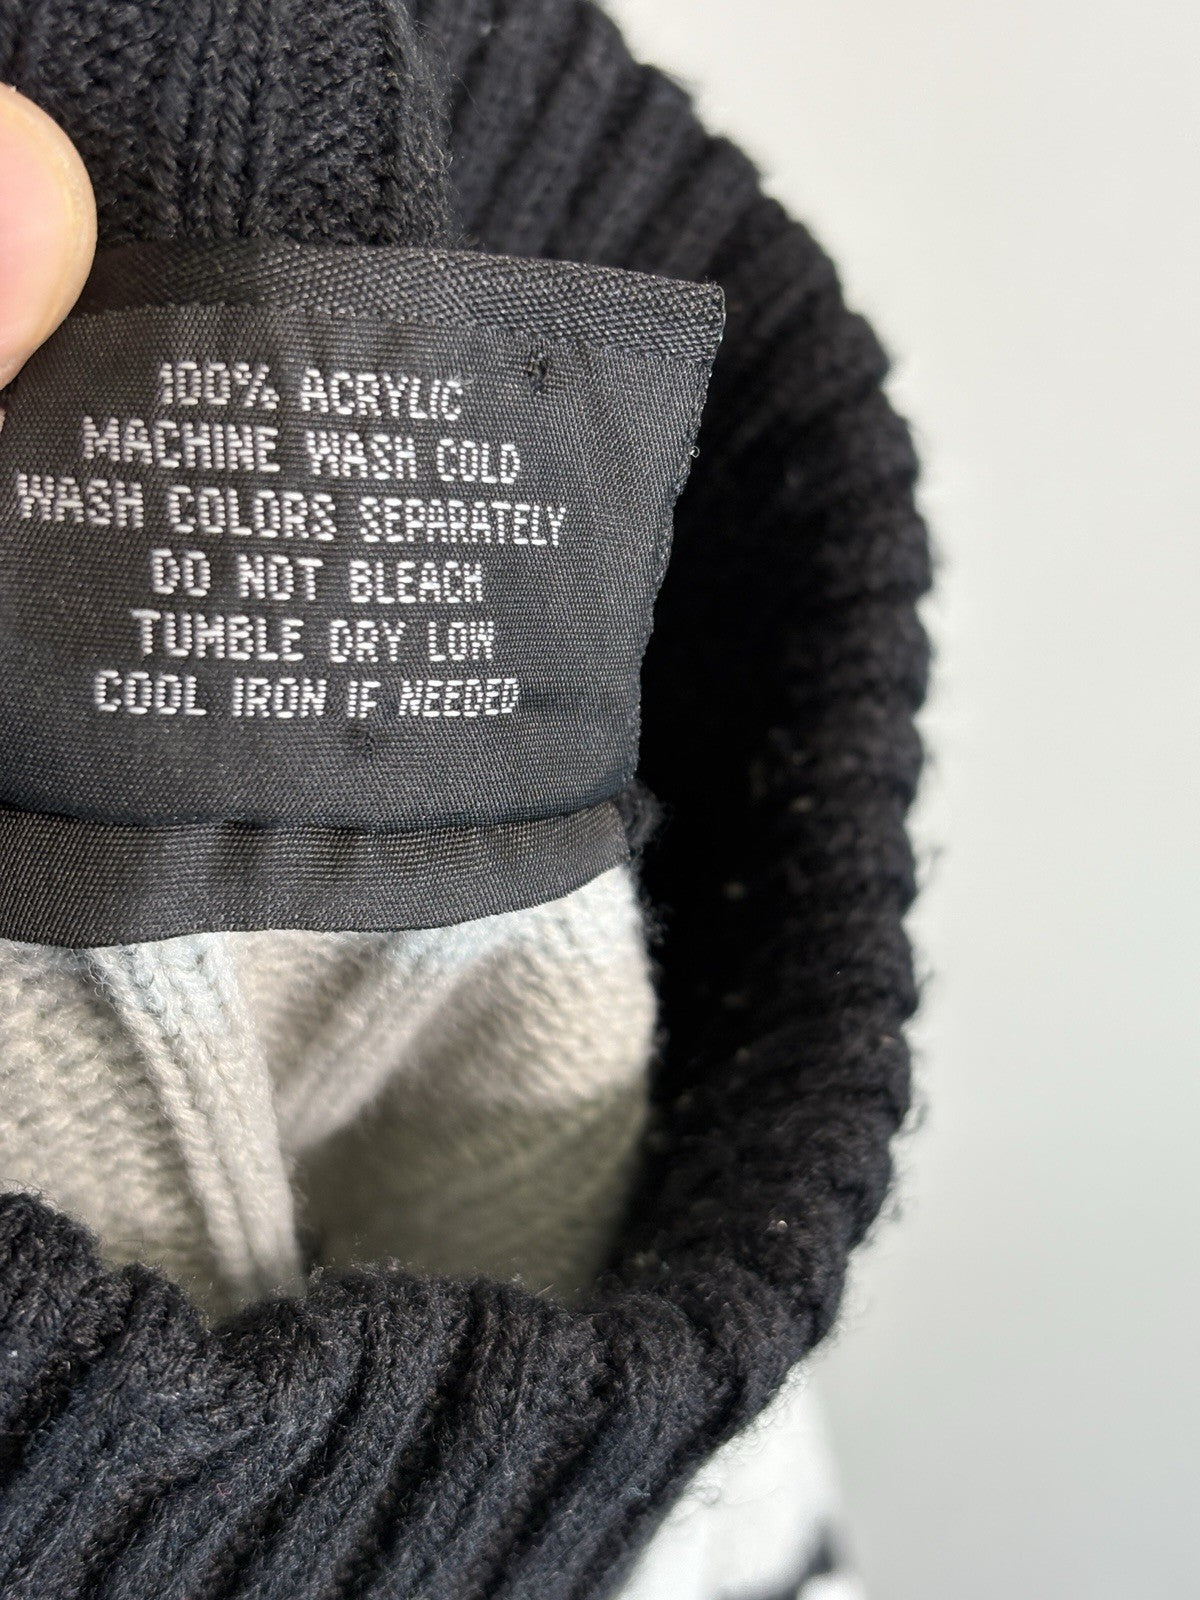 100% ACRYLIC
MACHINE WASH COLD
WASH COLORS SEPARATELY
DO NOT BLEACH
TUMBLE DRY LOW
COOL IRON IF NEEDED